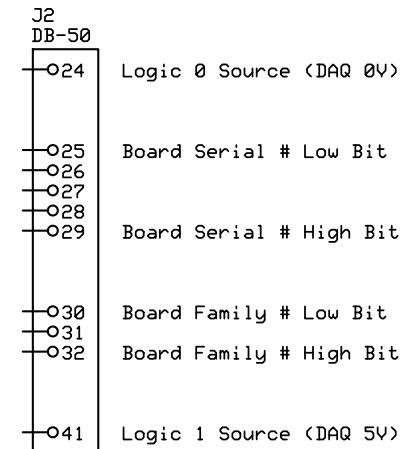 J2
DB-50
24 Logic 0 Source (DAQ 0V)
25 Board Serial # Low Bit
26
27
28
29 Board Serial # High Bit
30 Board Family # Low Bit
31
32 Board Family # High Bit
41 Logic 1 Source (DAQ 5V)